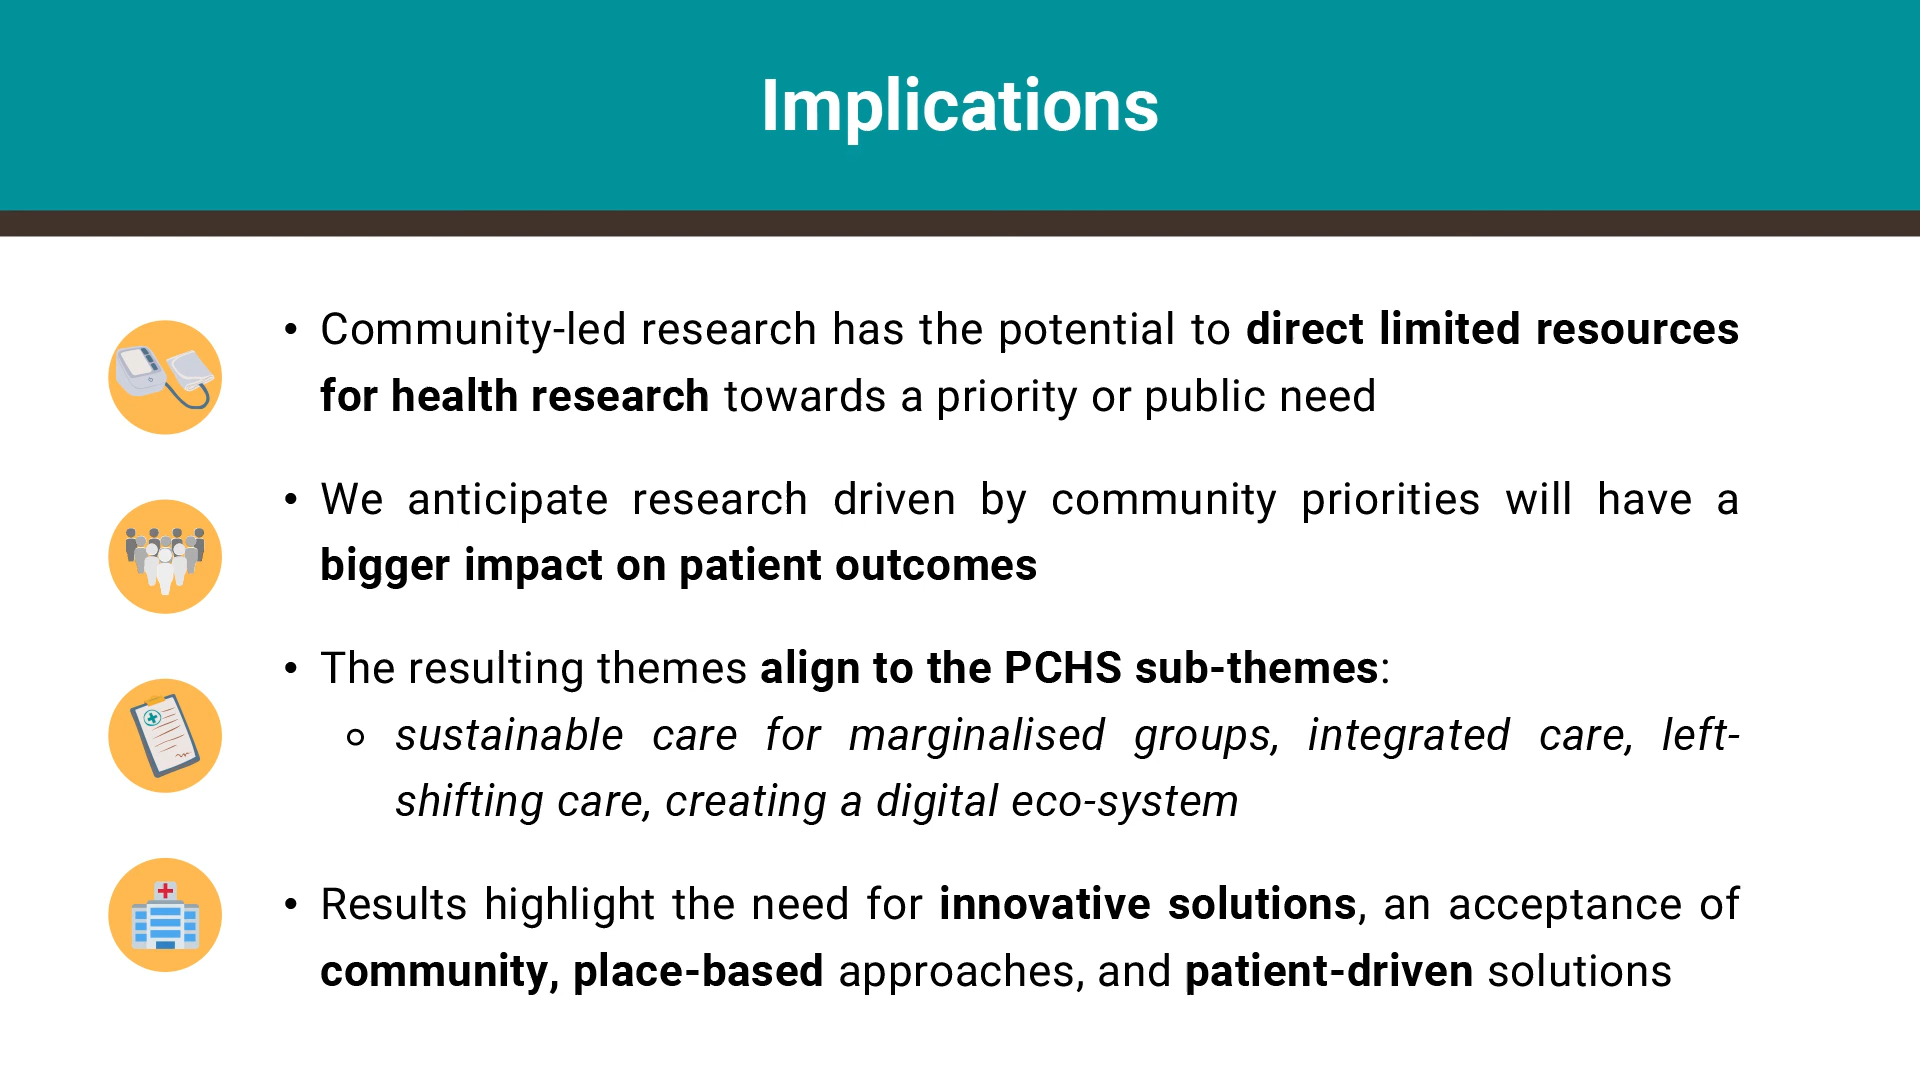 Implications
• Community-led research has the potential to direct limited resources
for health research towards a priority or public need
• We anticipate research driven by community priorities will have a
bigger impact on patient outcomes
• The resulting themes align to the PCHS sub-themes:
○ sustainable care for marginalised groups, integrated care, left-
shifting care, creating a digital eco-system
• Results highlight the need for innovative solutions, an acceptance of
community, place-based approaches, and patient-driven solutions